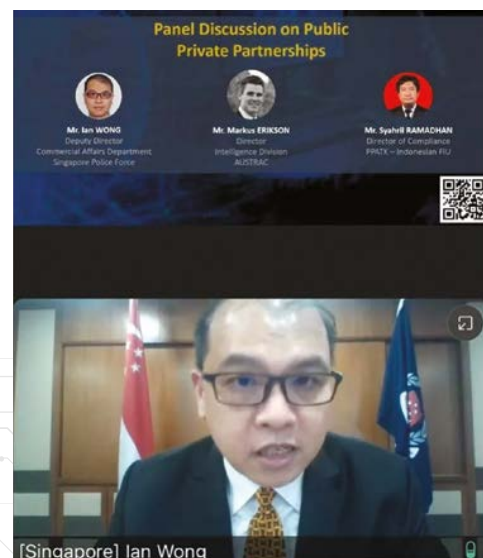 Panel Discussion on Public
Private Partnerships
Mr. Ian WONG
Deputy Director
Commercial Affairs Department
Singapore Police Force
Mr. Markus ERIKSON
Director
Intelligence Division
AUSTRAC
Mr. Syahril RAMADHAN
Director of Compliance
PPATK – Indonesian FIU
[Singapore] Ian Wong